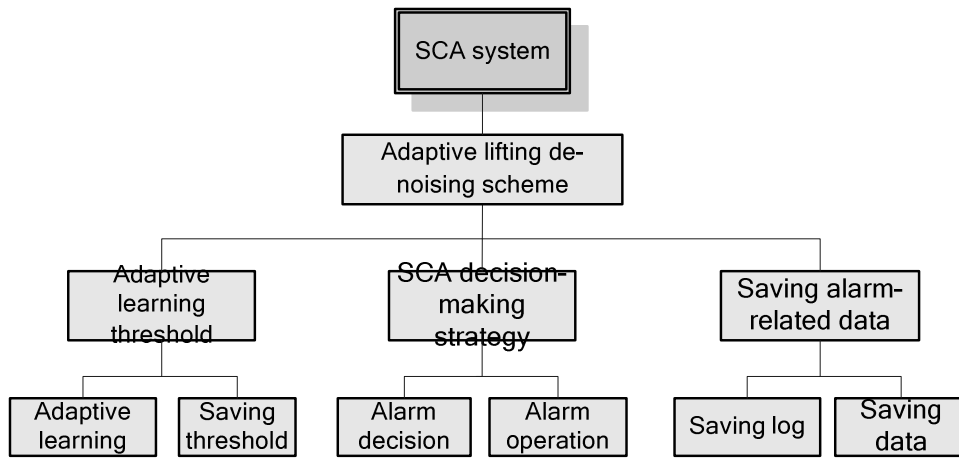 SCA system
Adaptive lifting de-
noising scheme
Adaptive
learning
threshold
SCA decision-
making
strategy
Saving alarm-
related data
Adaptive
learning
Saving
threshold
Alarm
decision
Alarm
operation
Saving log
Saving
data